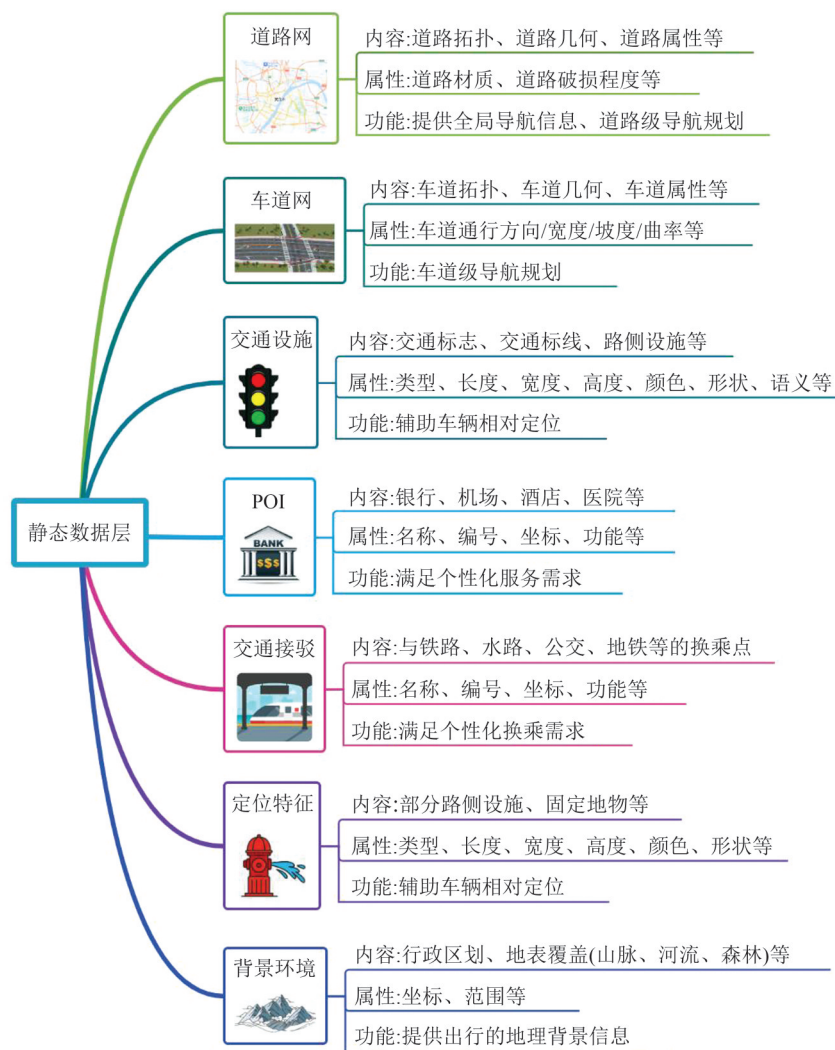 道路网
内容:道路拓扑、道路几何、道路属性等
属性:道路材质、道路破损程度等
功能:提供全局导航信息、道路级导航规划
车道网
内容:车道拓扑、车道几何、车道属性等
属性:车道通行方向/宽度/坡度/曲率等
功能:车道级导航规划
交通设施
内容:交通标志、交通标线、路侧设施等
属性:类型、长度、宽度、高度、颜色、形状、语义等
功能:辅助车辆相对定位
静态数据层
POI
BANK
$$$
内容:银行、机场、酒店、医院等
属性:名称、编号、坐标、功能等
功能:满足个性化服务需求
交通接驳
内容:与铁路、水路、公交、地铁等的换乘点
属性:名称、编号、坐标、功能等
功能:满足个性化换乘需求
定位特征
内容:部分路侧设施、固定地物等
属性:类型、长度、宽度、高度、颜色、形状等
功能:辅助车辆相对定位
背景环境
内容:行政区划、地表覆盖(山脉、河流、森林)等
属性:坐标、范围等
功能:提供出行的地理背景信息